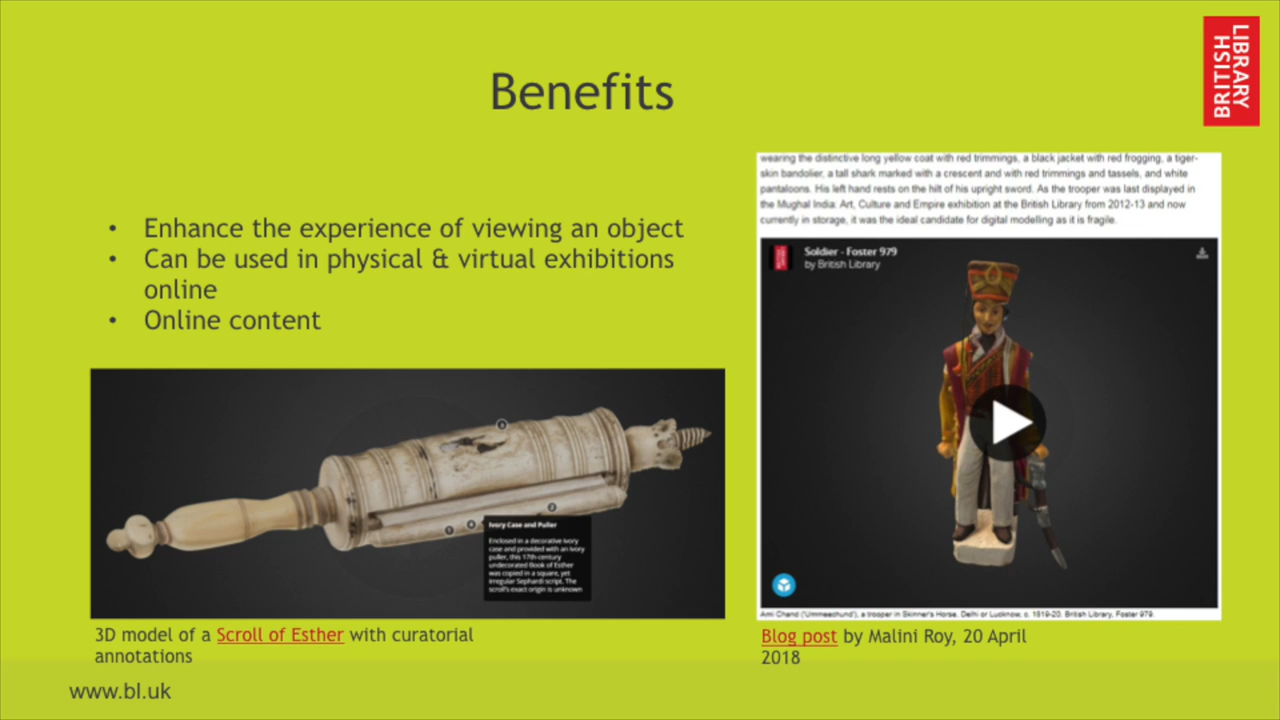 Benefits
LIBRARY
BRITISH
• Enhance the experience of viewing an object
• Can be used in physical & virtual exhibitions
online
• Online content
wearing the distinctive long yellow coat with red trimmings, a black jacket with red frogging, a tiger-
skin bandolier, a tall shark marked with a crescent and with red trimmings and tassels, and white
pantaloons. His left hand rests on the hilt of his upright sword. As the trooper was last displayed in
the Mughal India: Art, Culture and Empire exhibition at the British Library from 2012-13 and now
currently in storage, it was the ideal candidate for digital modelling as it is fragile.
Soldier - Foster 979
by British Library
Ivory Case and Puller
Enclosed in a decorative ivory
case and provided with an ivory
puller, this 17th-century
undecorated Book of Esther
was copied in a square, yet
irregular Sephardi script. The
scroll's exact origin is unknown
Ami Chand ('Ummeechund'), a trooper in Skinner's Horse. Delhi or Lucknow, c. 1819-20. British Library, Foster 979.
3D model of a Scroll of Esther with curatorial
annotations
Blog post by Malini Roy, 20 April
2018
www.bl.uk